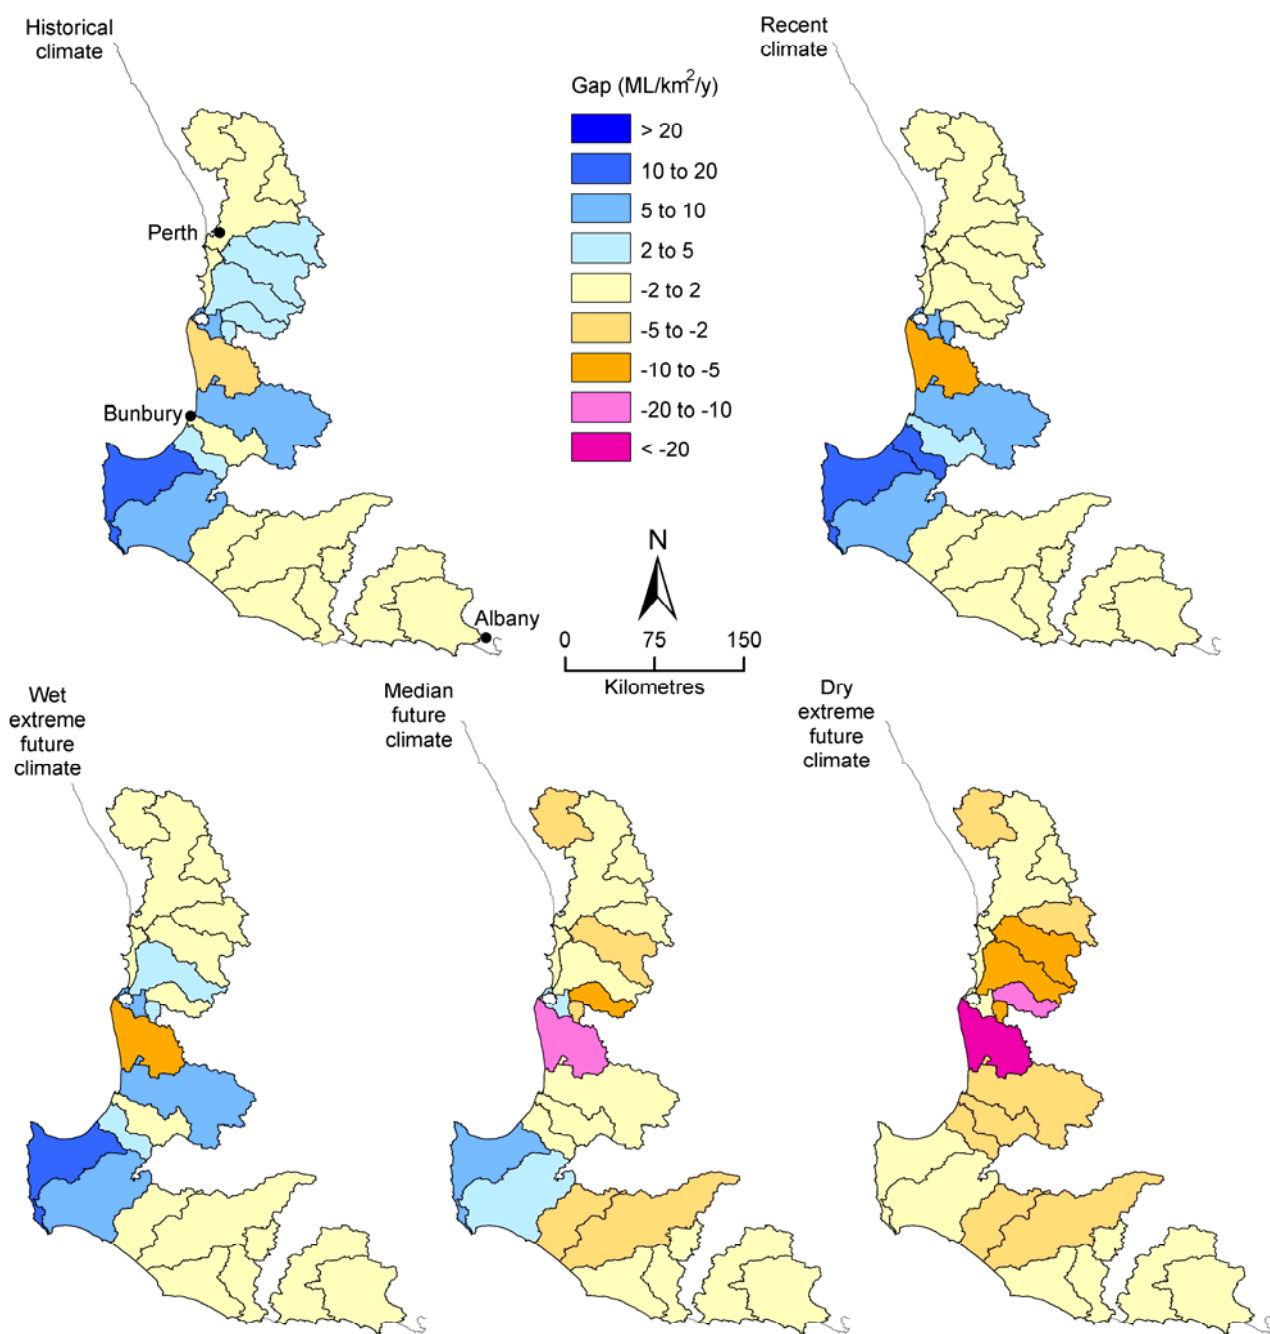 Historical
climate
Recent
climate
Gap (ML/km²/y)
> 20
10 to 20
5 to 10
2 to 5
-2 to 2
-5 to -2
-10 to -5
-20 to -10
< -20
Perth
Bunbury
Albany
N
0 75 150
Kilometres
Wet
extreme
future
climate
Median
future
climate
Dry
extreme
future
climate